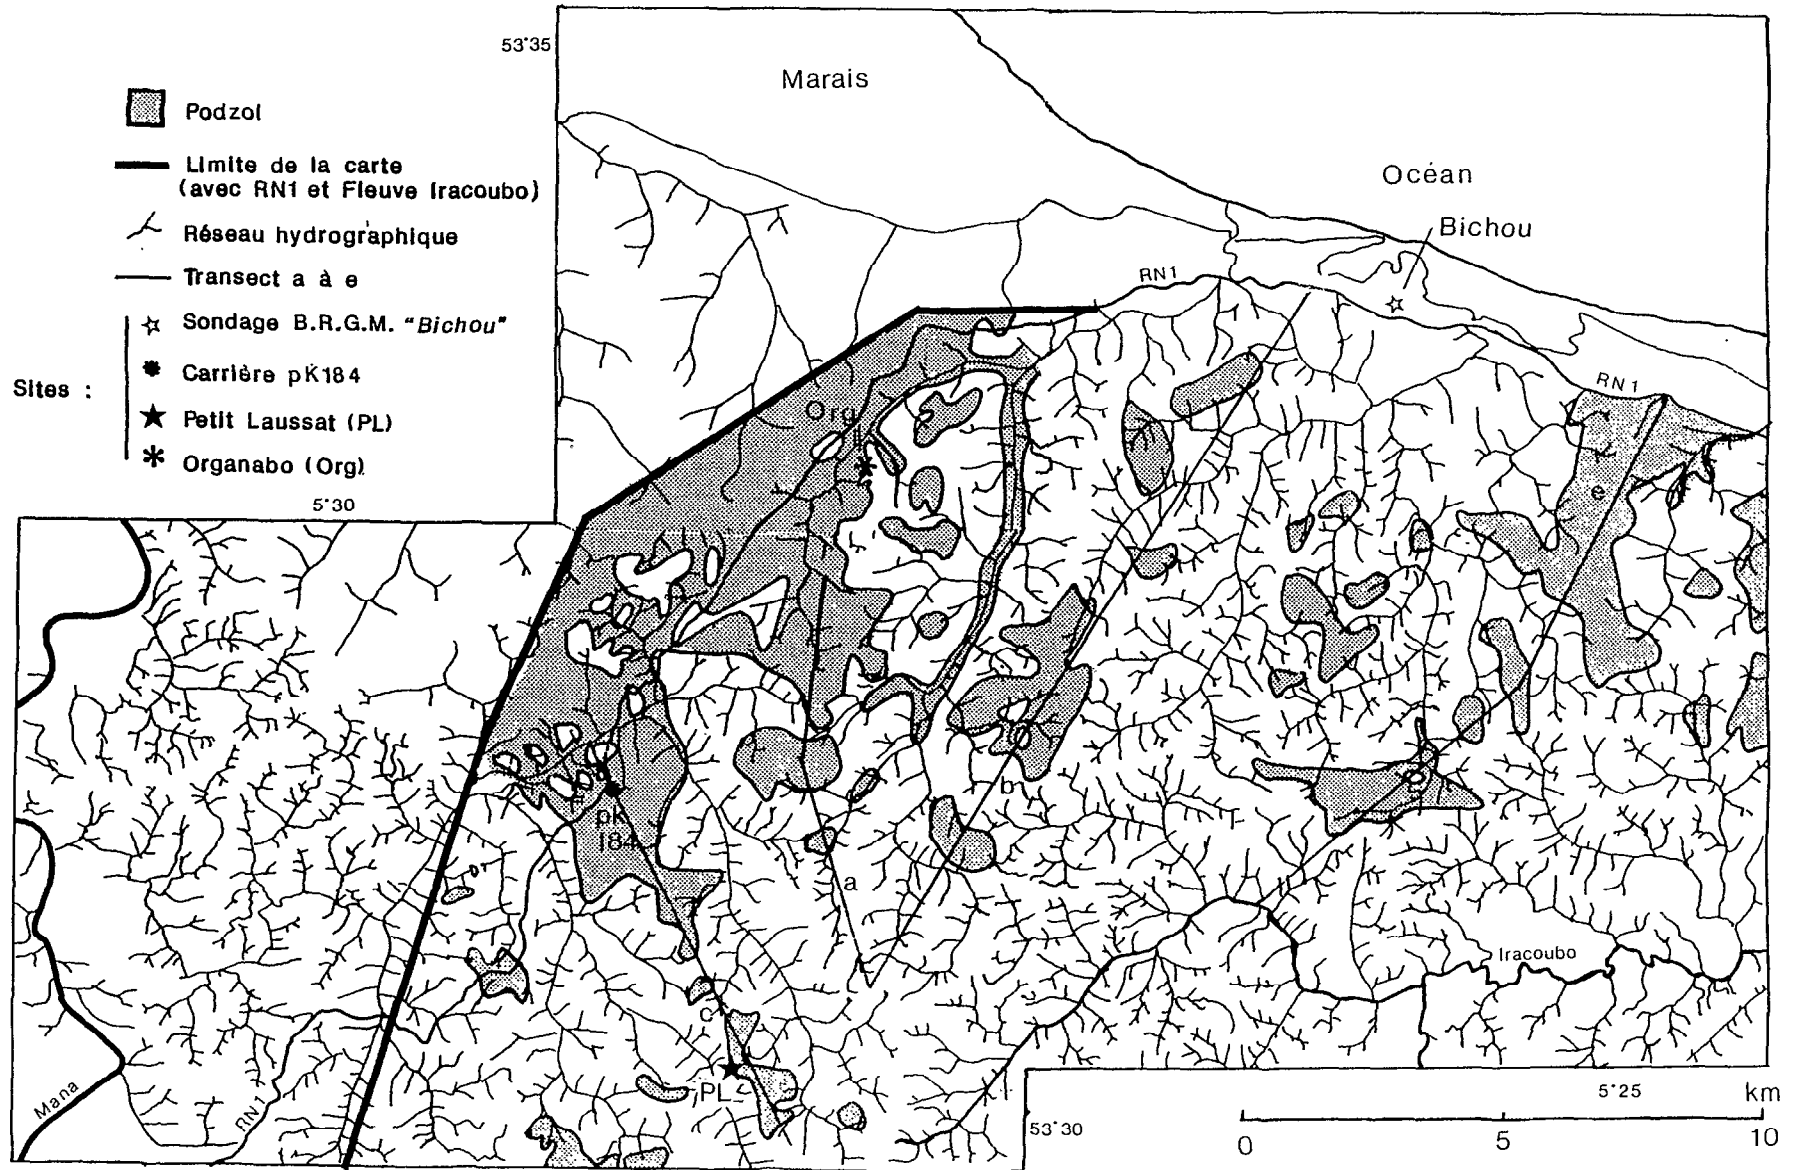 53°35
Marais
Océan
Bichou
Podzol
Limite de la carte
(avec RN1 et Fleuve Iracoubo)
Réseau hydrographique
Transect a à e
Sites :
Sondage B.R.G.M. "Bichou"
Carrière pK184
Petit Laussat (PL)
Organabo (Org)
5°30
RN1
RN1
Org
e
b
pk
184
a
Iracoubo
c
PL
Mana
RN1
53°30
5°25
km
0
5
10